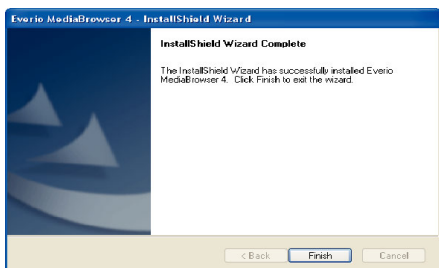 Everio MediaBrowser 4 - InstallShield Wizard
InstallShield Wizard Complete
The InstallShield Wizard has successfully installed Everio
MediaBrowser 4. Click Finish to exit the wizard.
< Back
Finish
Cancel